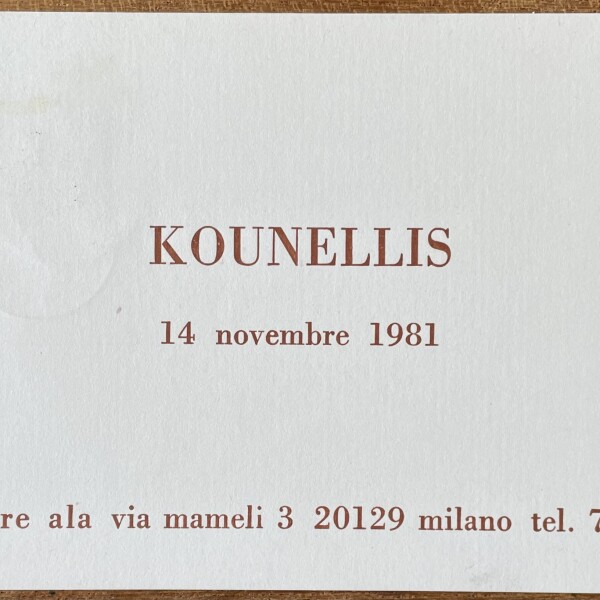 KOUNELLIS
14 novembre 1981
re ala via mameli 3 20129 milano tel. 7